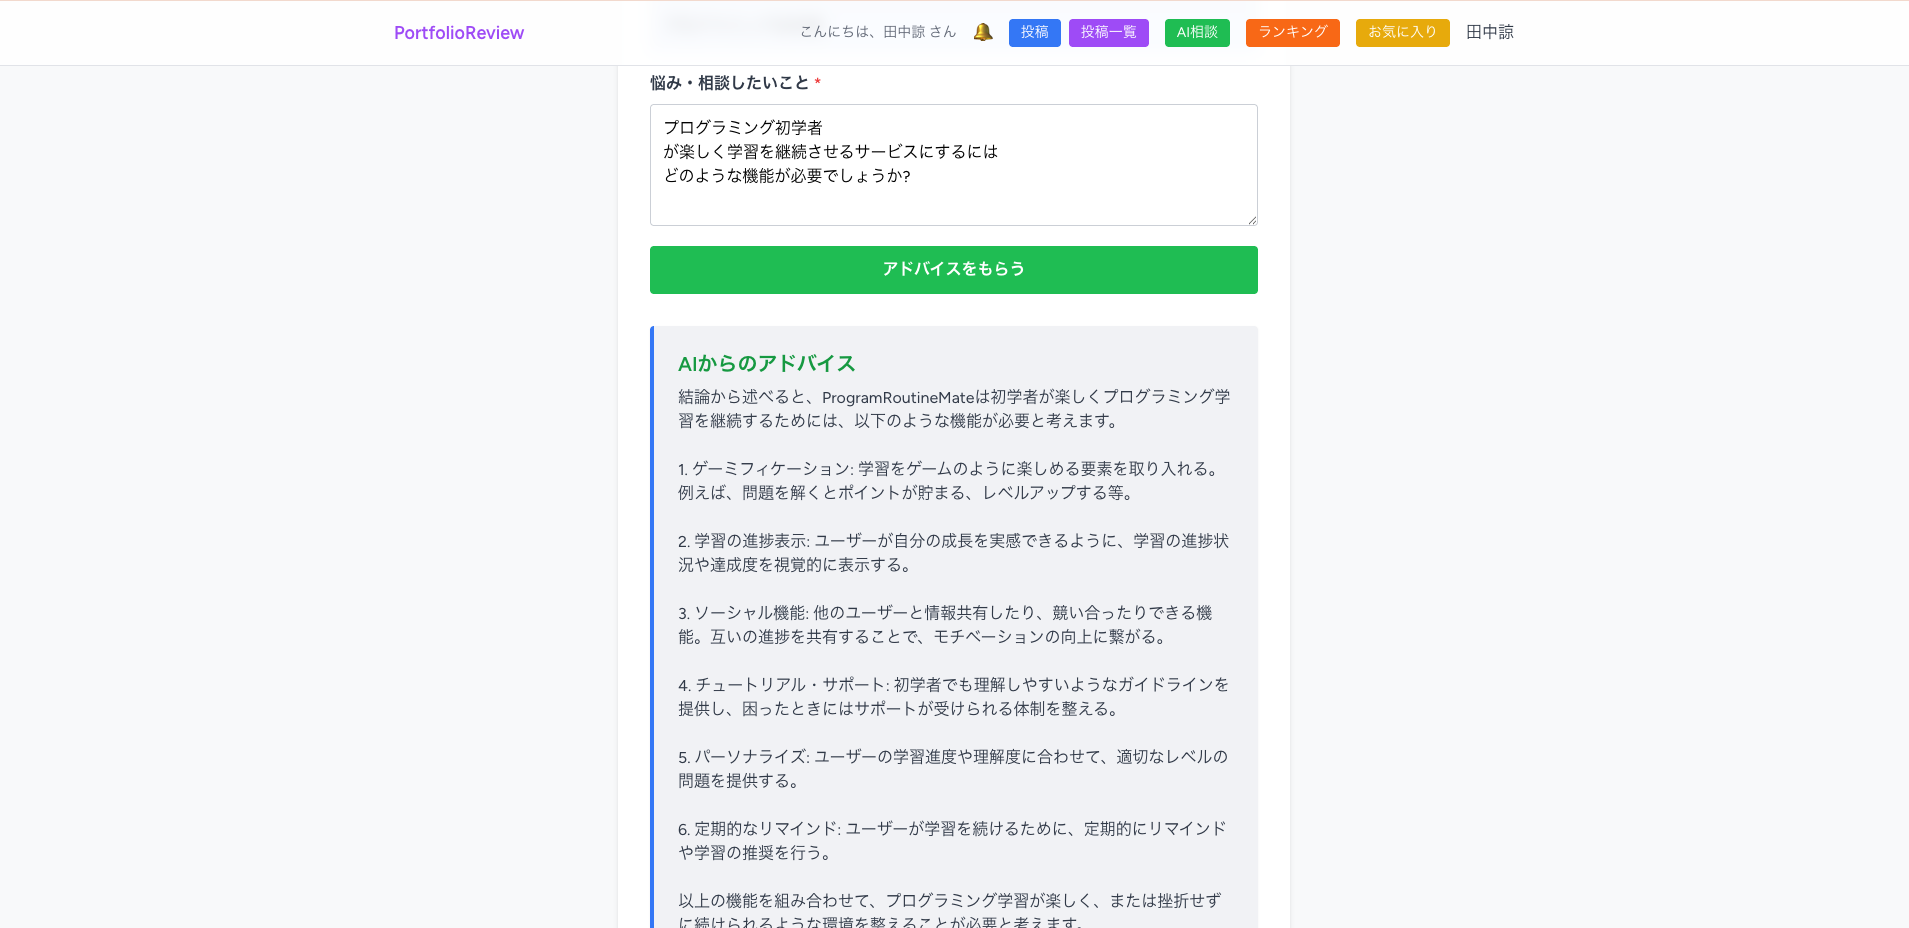 PortfolioReview
こんにちは、田中諒 さん
投稿
投稿一覧
AI相談
ランキング
お気に入り
田中諒
悩み・相談したいこと *
プログラミング初学者
が楽しく学習を継続させるサービスにするには
どのような機能が必要でしょうか?
アドバイスをもらう
AIからのアドバイス
結論から述べると、ProgramRoutineMateは初学者が楽しくプログラミング学
習を継続するためには、以下のような機能が必要と考えます。
1. ゲーミフィケーション: 学習をゲームのように楽しめる要素を取り入れる。
例えば、問題を解くとポイントが貯まる、レベルアップする等。
2. 学習の進捗表示: ユーザーが自分の成長を実感できるように、学習の進捗状
況や達成度を視覚的に表示する。
3. ソーシャル機能: 他のユーザーと情報共有したり、競い合ったりできる機
能。互いの進捗を共有することで、モチベーションの向上に繋がる。
4. チュートリアル・サポート: 初学者でも理解しやすいようなガイドラインを
提供し、困ったときにはサポートが受けられる体制を整える。
5. パーソナライズ: ユーザーの学習進度や理解度に合わせて、適切なレベルの
問題を提供する。
6. 定期的なリマインド: ユーザーが学習を続けるために、定期的にリマインド
や学習の推奨を行う。
以上の機能を組み合わせて、プログラミング学習が楽しく、または挫折せず
に続けられるような環境を整えることが必要と考えます。